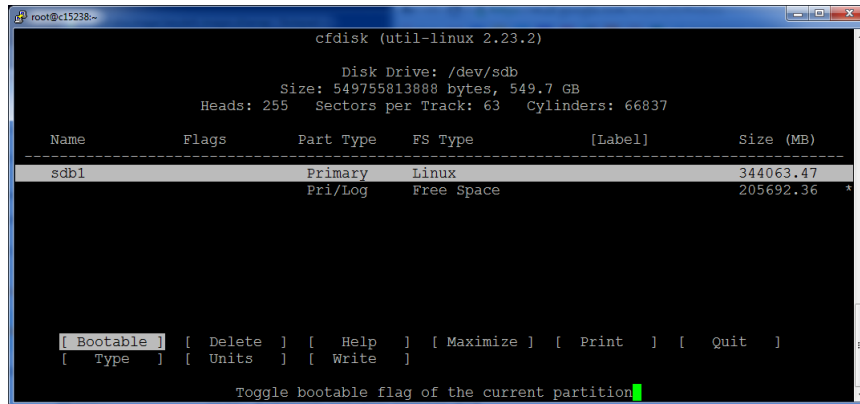 root@c15238:~
cfdisk (util-linux 2.23.2)
Disk Drive: /dev/sdb
Size: 549755813888 bytes, 549.7 GB
Heads: 255 Sectors per Track: 63 Cylinders: 66837
Name Flags Part Type FS Type [Label] Size (MB)
sdb1 Primary Linux 344063.47
Pri/Log Free Space 205692.36 *
[ Bootable ] [ Delete ] [ Help ] [ Maximize ] [ Print ] [ Quit ]
[ Type ] [ Units ] [ Write ]
Toggle bootable flag of the current partition